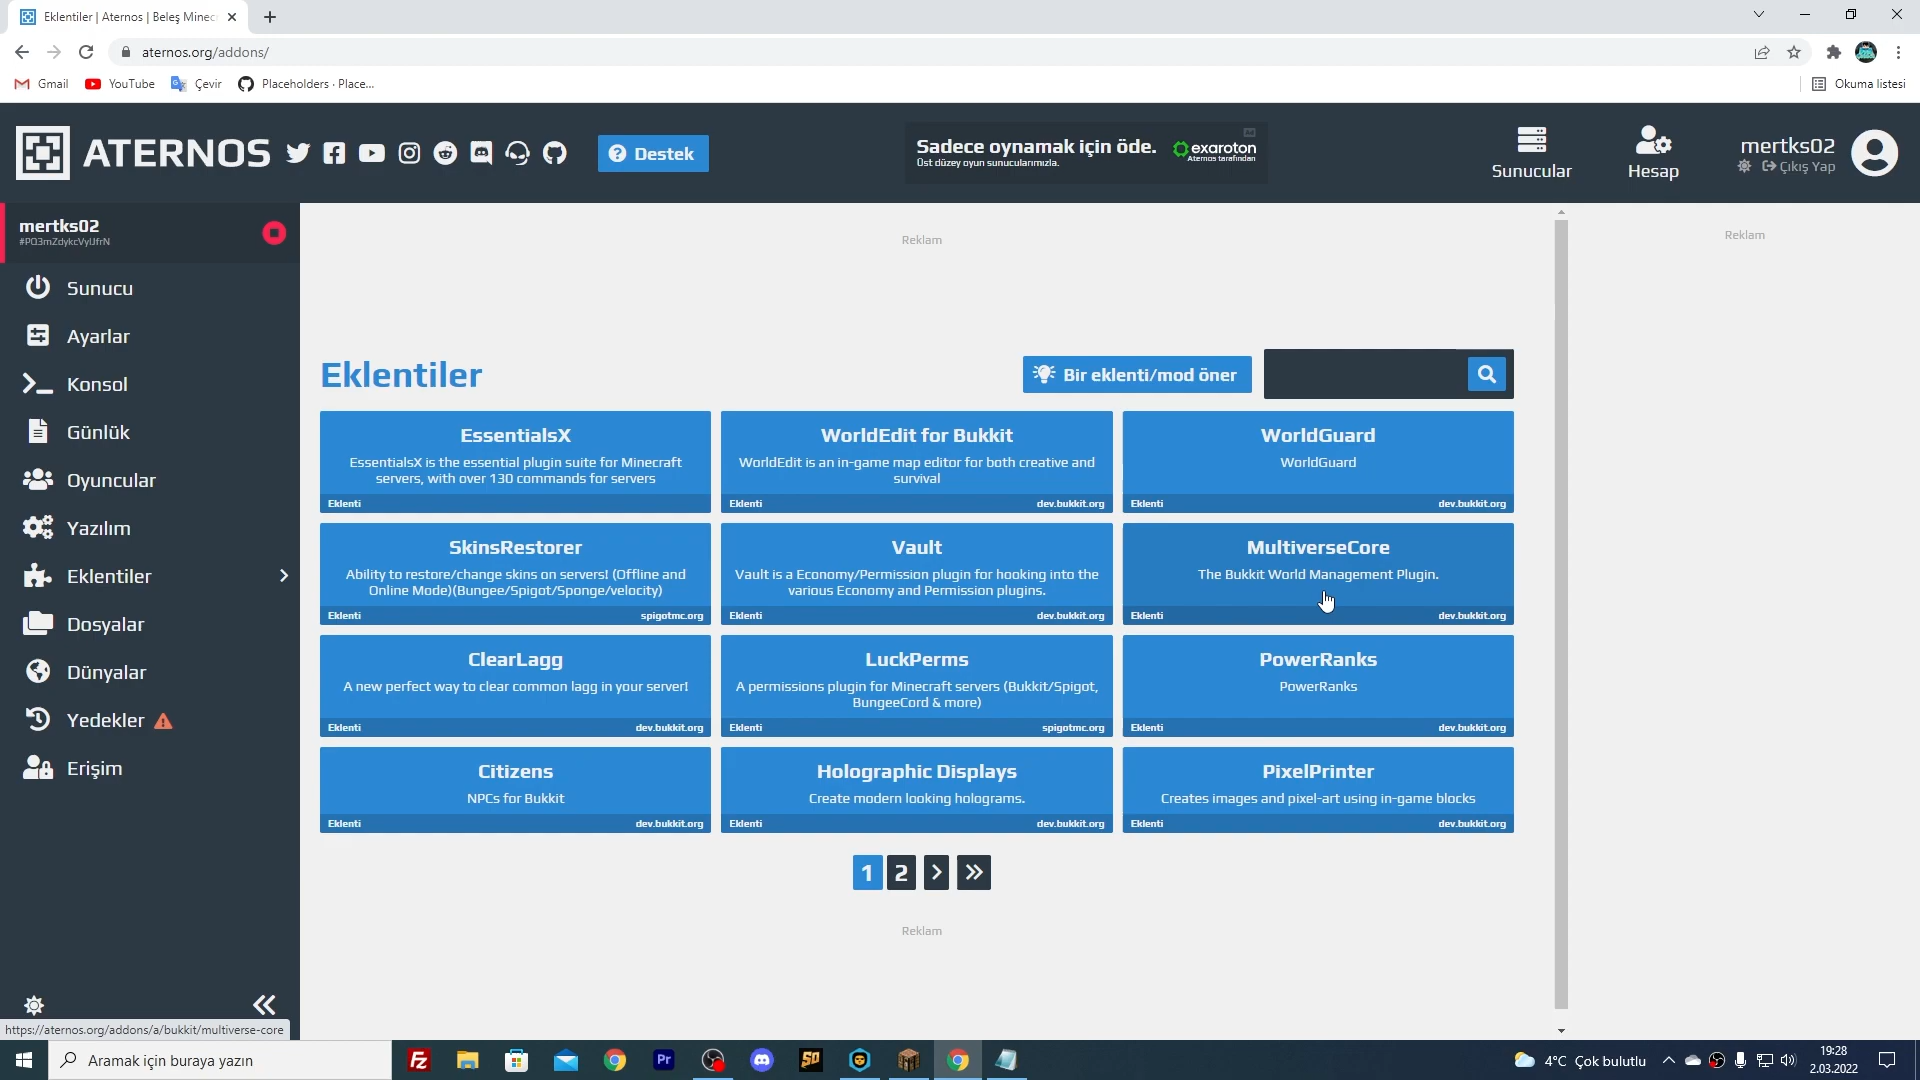 Eklentiler | Aternos | Beleş Minec
aternos.org/addons/
Gmail
YouTube
Çevir
Placeholders · Place...
Okuma listesi
ATERNOS
Destek
Sadece oynamak için öde.
Üst düzey oyun sunucularımızla.
Ad
exaroton
Aternos tarafından
Sunucular
Hesap
mertks02
Çıkış Yap
mertks02
Sunucu
Ayarlar
Konsol
Günlük
Oyuncular
Yazılım
Eklentiler
Dosyalar
Dünyalar
Yedekler
Erişim
Reklam
Reklam
Eklentiler
Bir eklenti/mod öner
EssentialsX
EssentialsX is the essential plugin suite for Minecraft
servers, with over 130 commands for servers
Eklenti
WorldEdit for Bukkit
WorldEdit is an in-game map editor for both creative and
survival
Eklenti
dev.bukkit.org
WorldGuard
WorldGuard
Eklenti
dev.bukkit.org
SkinsRestorer
Ability to restore/change skins on servers! (Offline and
Online Mode)(Bungee/Spigot/Sponge/velocity)
Eklenti
spigotmc.org
Vault
Vault is a Economy/Permission plugin for hooking into the
various Economy and Permission plugins.
Eklenti
dev.bukkit.org
MultiverseCore
The Bukkit World Management Plugin.
Eklenti
dev.bukkit.org
ClearLagg
A new perfect way to clear common lagg in your server!
Eklenti
dev.bukkit.org
LuckPerms
A permissions plugin for Minecraft servers (Bukkit/Spigot,
BungeeCord & more)
Eklenti
spigotmc.org
PowerRanks
PowerRanks
Eklenti
dev.bukkit.org
Citizens
NPCs for Bukkit
Eklenti
dev.bukkit.org
Holographic Displays
Create modern looking holograms.
Eklenti
dev.bukkit.org
PixelPrinter
Creates images and pixel-art using in-game blocks
Eklenti
dev.bukkit.org
1 2
Reklam
https://aternos.org/addons/a/bukkit/multiverse-core
Aramak için buraya yazın
Fz
Pr
4°C Çok bulutlu
19:28
2.03.2022